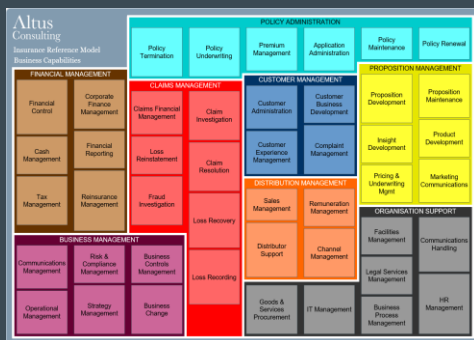 Altus
Consulting
Insurance Reference Model
Business Capabilities
POLICY ADMINISTRATION
Policy
Termination
Policy
Underwriting
Premium
Management
Application
Administration
Policy
Maintenance
Policy Renewal
FINANCIAL MANAGEMENT
Financial
Control
Corporate
Finance
Management
Cash
Management
Financial
Reporting
Tax
Management
Reinsurance
Management
CLAIMS MANAGEMENT
Claims Financial
Management
Claim
Investigation
Loss
Reinstatement
Claim
Resolution
Fraud
Investigation
Loss Recovery
Loss Recording
CUSTOMER MANAGEMENT
Customer
Administration
Customer
Business
Development
Customer
Experience
Management
Complaint
Management
PROPOSITION MANAGEMENT
Proposition
Development
Proposition
Maintenance
Insight
Development
Product
Development
Pricing &
Underwriting
Mgmt
Marketing
Communications
DISTRIBUTION MANAGEMENT
Sales
Management
Remuneration
Management
Distributor
Support
Channel
Management
BUSINESS MANAGEMENT
Communications
Management
Risk &
Compliance
Management
Business
Controls
Management
Operational
Management
Strategy
Management
Business
Change
ORGANISATION SUPPORT
Facilities
Management
Communications
Handling
Legal Services
Management
Goods &
Services
Procurement
IT Management
Business
Process
Management
HR
Management